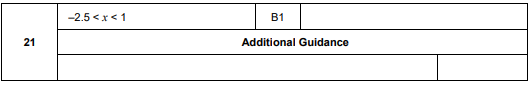 –2.5 < x < 1 B1
21
Additional Guidance